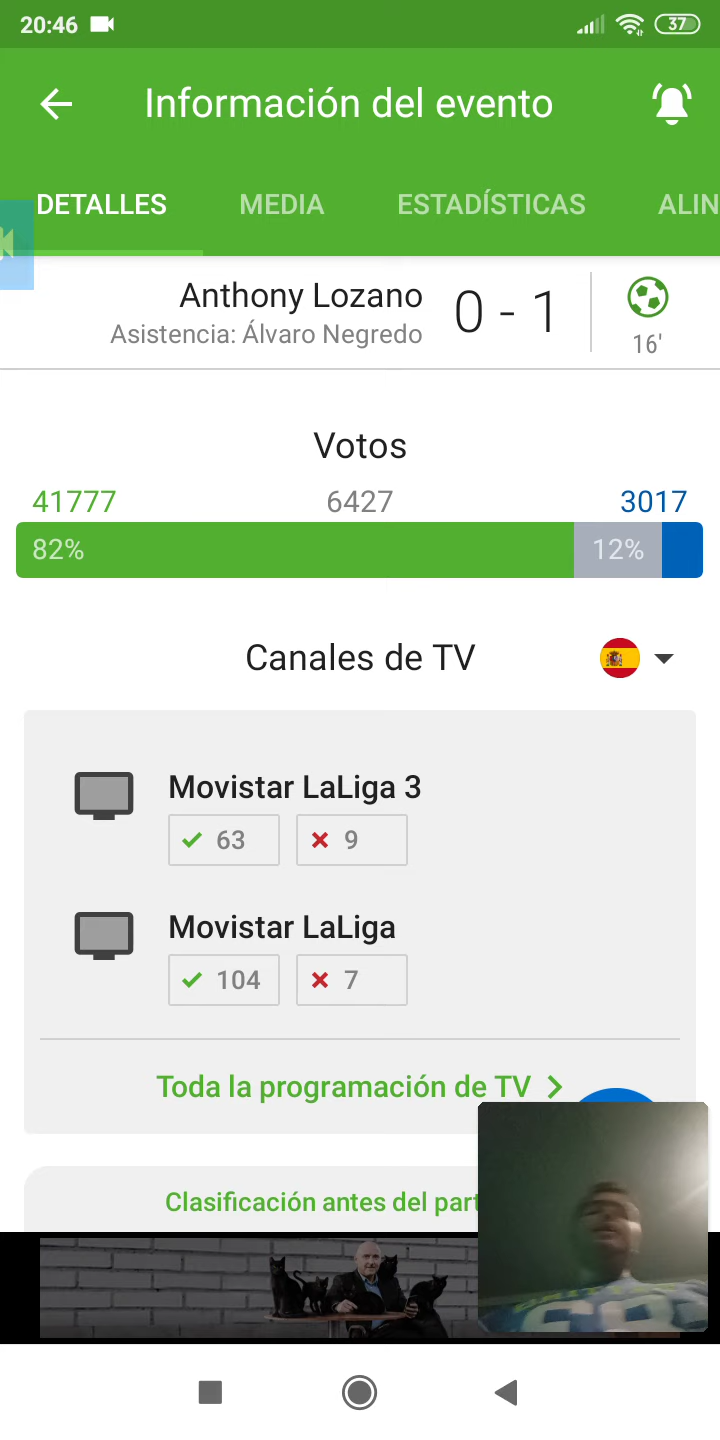 20:46
37
Información del evento
DETALLES MEDIA ESTADÍSTICAS ALIN
Anthony Lozano
Asistencia: Álvaro Negredo
0 - 1
16'
Votos
41777 6427 3017
82% 12%
Canales de TV
Movistar LaLiga 3
63 9
Movistar LaLiga
104 7
Toda la programación de TV
Clasificación antes del part